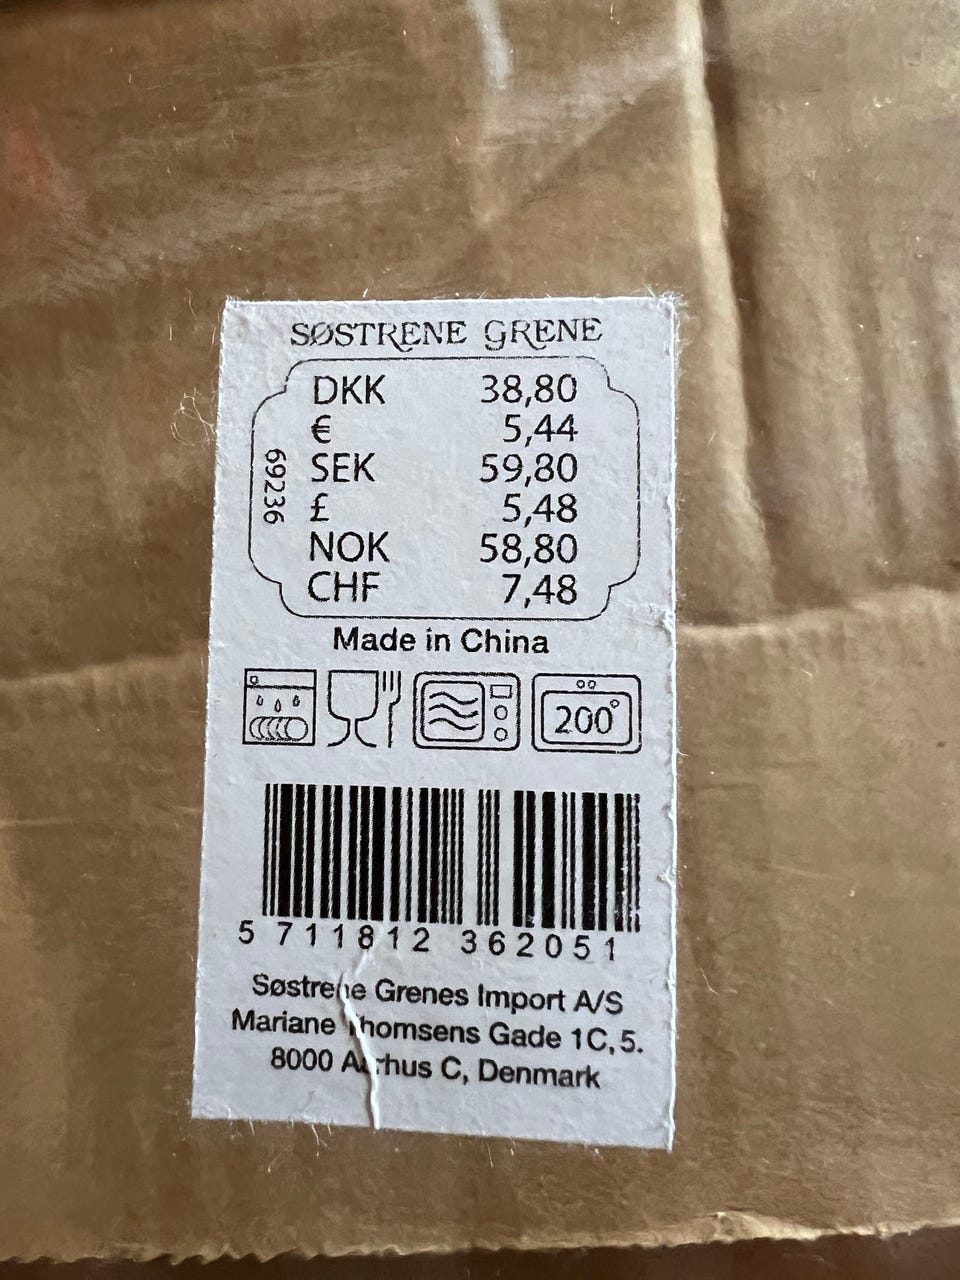 SØSTRENE GRENE
DKK 38,80
€ 5,44
SEK 59,80
£ 5,48
NOK 58,80
CHF 7,48
69236
Made in China
200°
5 711812 362051
Søstrene Grenes Import A/S
Mariane Thomsens Gade 1C, 5.
8000 Aarhus C, Denmark